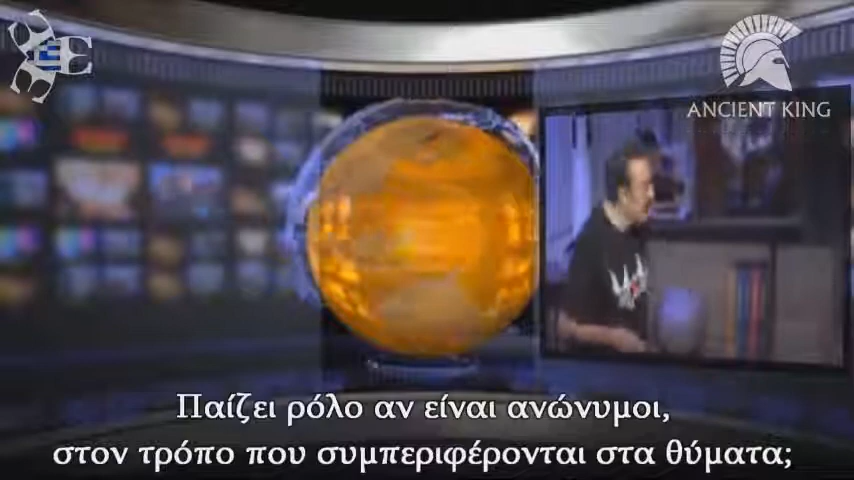 ANCIENT KING
Παίζει ρόλο αν είναι ανώνυμοι,
στον τρόπο που συμπεριφέρονται στα θύματα;